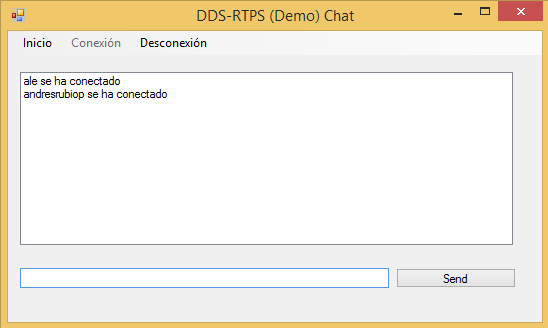 DDS-RTPS (Demo) Chat
Inicio Conexión Desconexión
ale se ha conectado
andresrubiop se ha conectado
Send